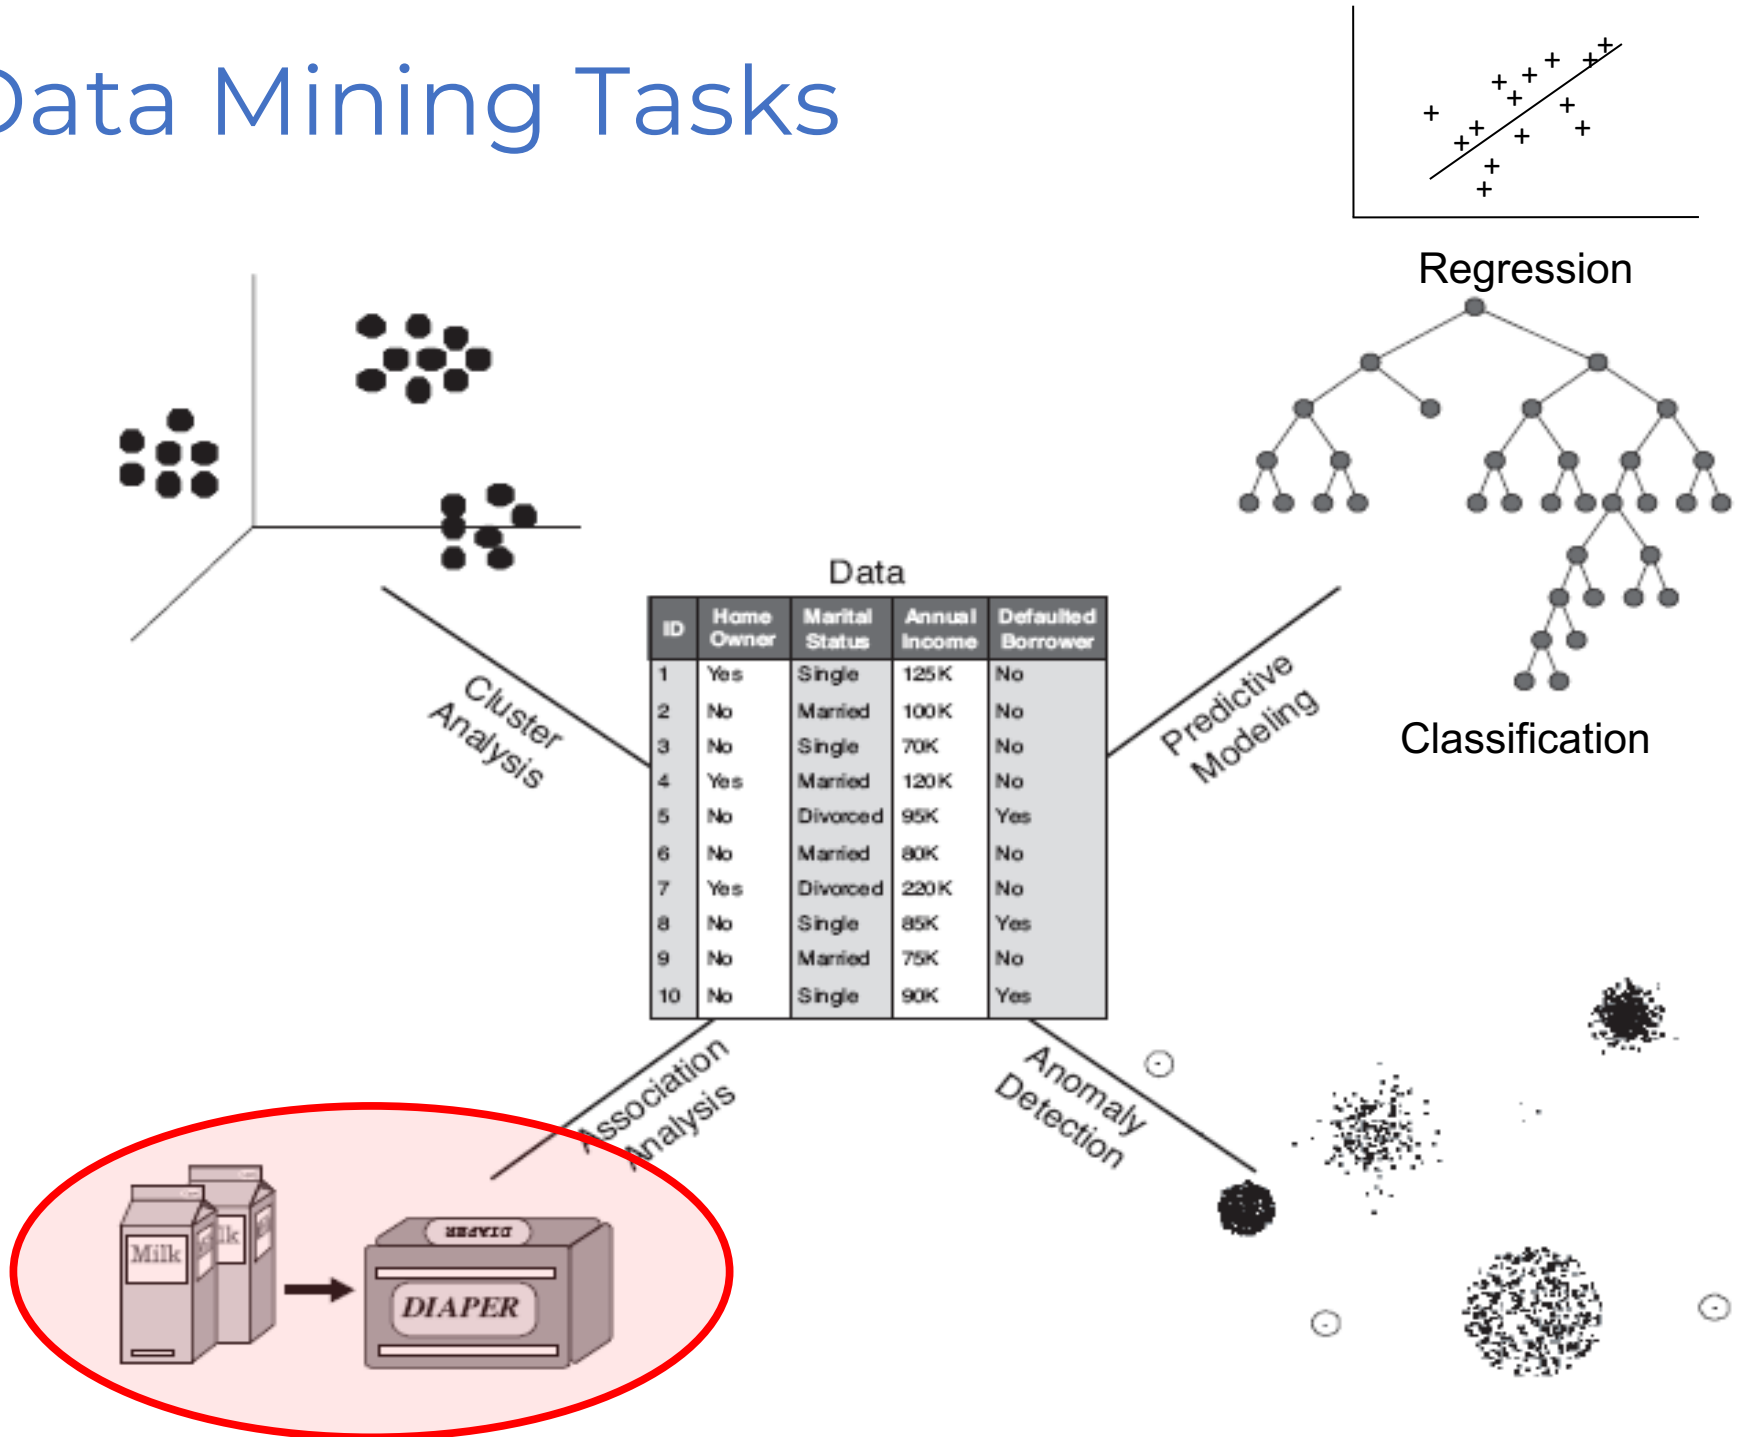 Data Mining Tasks
Regression
Classification
Data
ID Home Owner Marital Status Annual Income Defaulted Borrower
1 Yes Single 125K No
2 No Married 100K No
3 No Single 70K No
4 Yes Married 120K No
5 No Divorced 95K Yes
6 No Married 80K No
7 Yes Divorced 220K No
8 No Single 85K Yes
9 No Married 75K No
10 No Single 90K Yes
Cluster
Analysis
Predictive
Modeling
Association
Analysis
Anomaly
Detection
Milk
lk
DIAPER
DIAPER